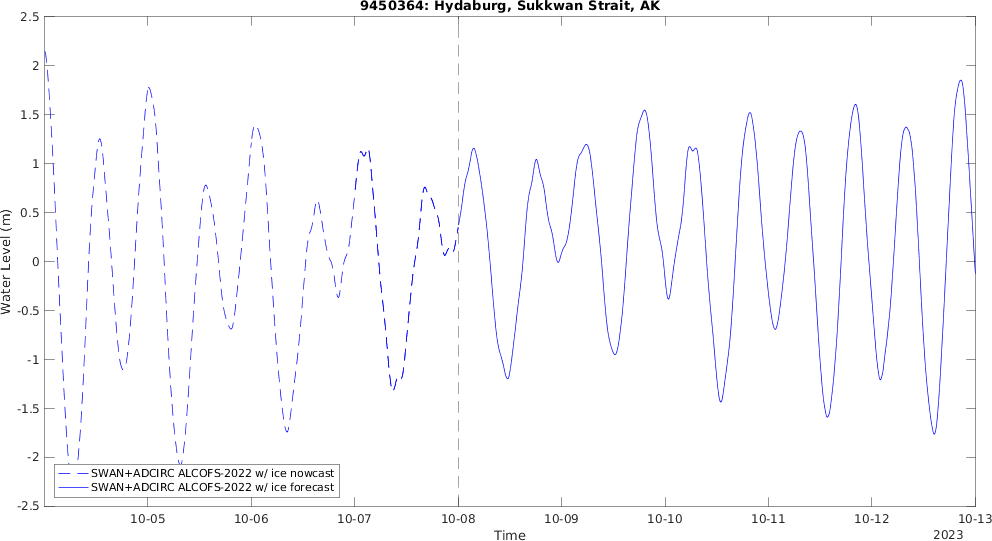 9450364: Hydaburg, Sukkwan Strait, AK
2.5
2
1.5
1
0.5
0
-0.5
-1
-1.5
-2
-2.5
Water Level (m)
SWAN+ADCIRC ALCOFS-2022 w/ ice nowcast
SWAN+ADCIRC ALCOFS-2022 w/ ice forecast
10-05 10-06 10-07 10-08 10-09 10-10 10-11 10-12 10-13
Time
2023